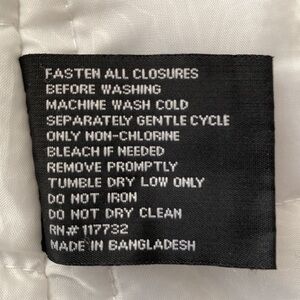 FASTEN ALL CLOSURES
BEFORE WASHING
MACHINE WASH COLD
SEPARATELY GENTLE CYCLE
ONLY NON-CHLORINE
BLEACH IF NEEDED
REMOVE PROMPTLY
TUMBLE DRY LOW ONLY
DO NOT IRON
DO NOT DRY CLEAN
RN# 117732
MADE IN BANGLADESH